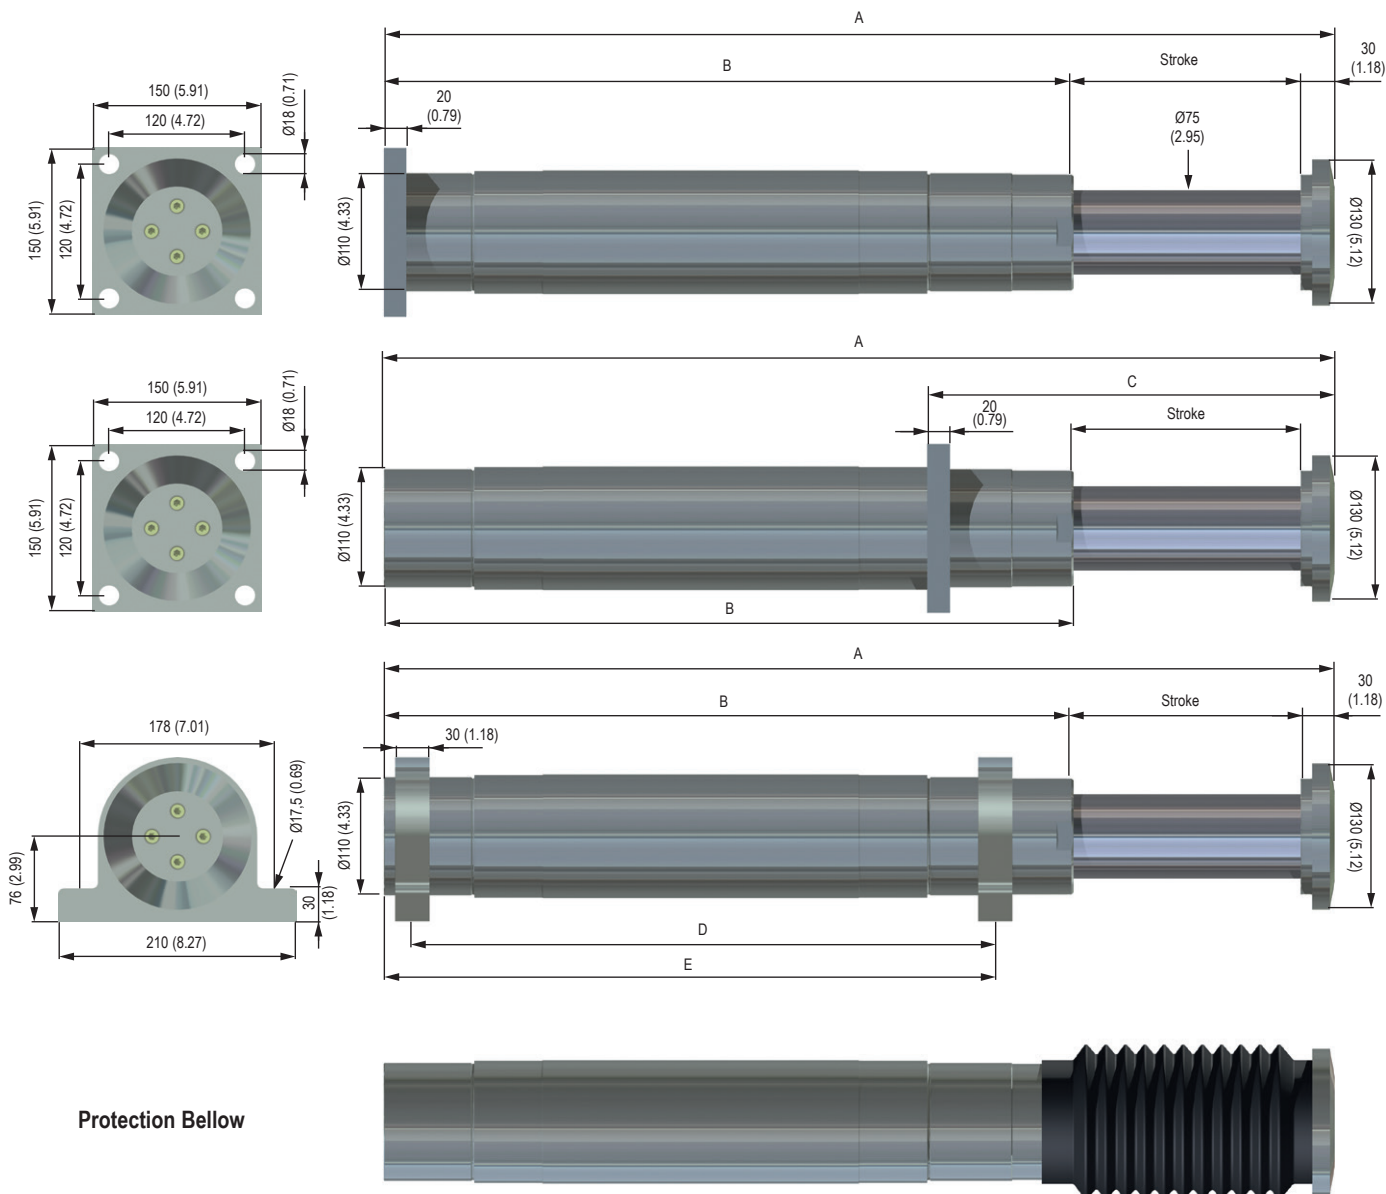 A
B
Stroke
30
(1.18)
20
(0.79)
Ø75
(2.95)
150 (5.91)
120 (4.72)
Ø18 (0.71)
150 (5.91)
120 (4.72)
Ø110 (4.33)
Ø130 (5.12)
A
C
20
(0.79)
Stroke
150 (5.91)
120 (4.72)
Ø18 (0.71)
150 (5.91)
120 (4.72)
Ø110 (4.33)
Ø130 (5.12)
B
A
B
Stroke
30
(1.18)
178 (7.01)
30 (1.18)
Ø17,5 (0.69)
76 (2.99)
30
(1.18)
210 (8.27)
Ø110 (4.33)
Ø130 (5.12)
D
E
Protection Bellow